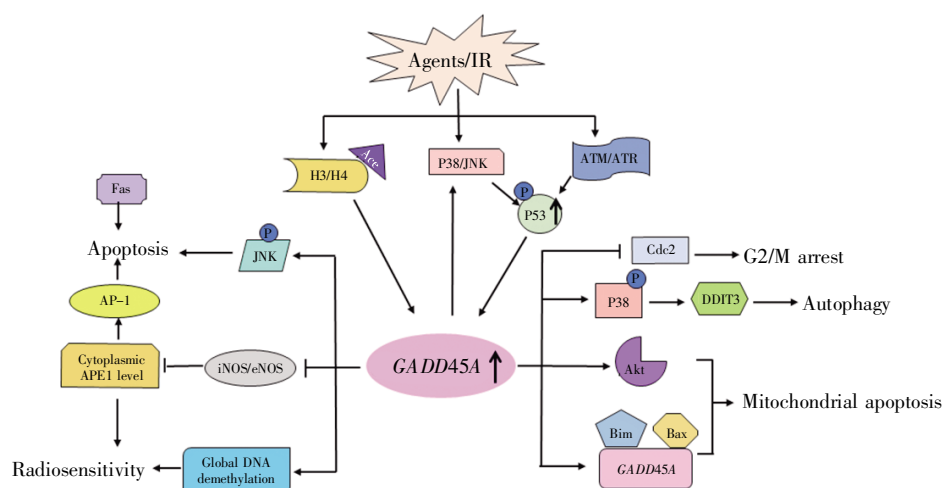 Agents/IR
Ace
H3/H4
P38/JNK
ATM/ATR
P
P53
Fas
Apoptosis
P
JNK
AP-1
Cytoplasmic
APE1 level
iNOS/eNOS
GADD45A
Radiosensitivity
Global DNA
demethylation
Cdc2
G2/M arrest
P
P38
DDIT3
Autophagy
Akt
Mitochondrial apoptosis
Bim
Bax
GADD45A